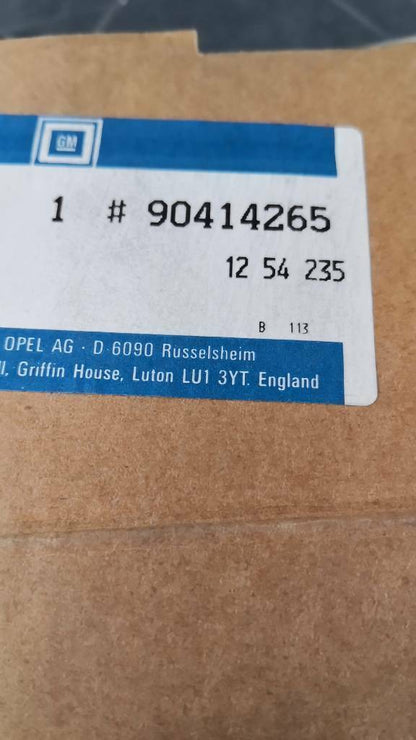 GM
1 # 90414265
12 54 235
B 113
OPEL AG · D 6090 Russelsheim
Griffin House, Luton LU1 3YT. England